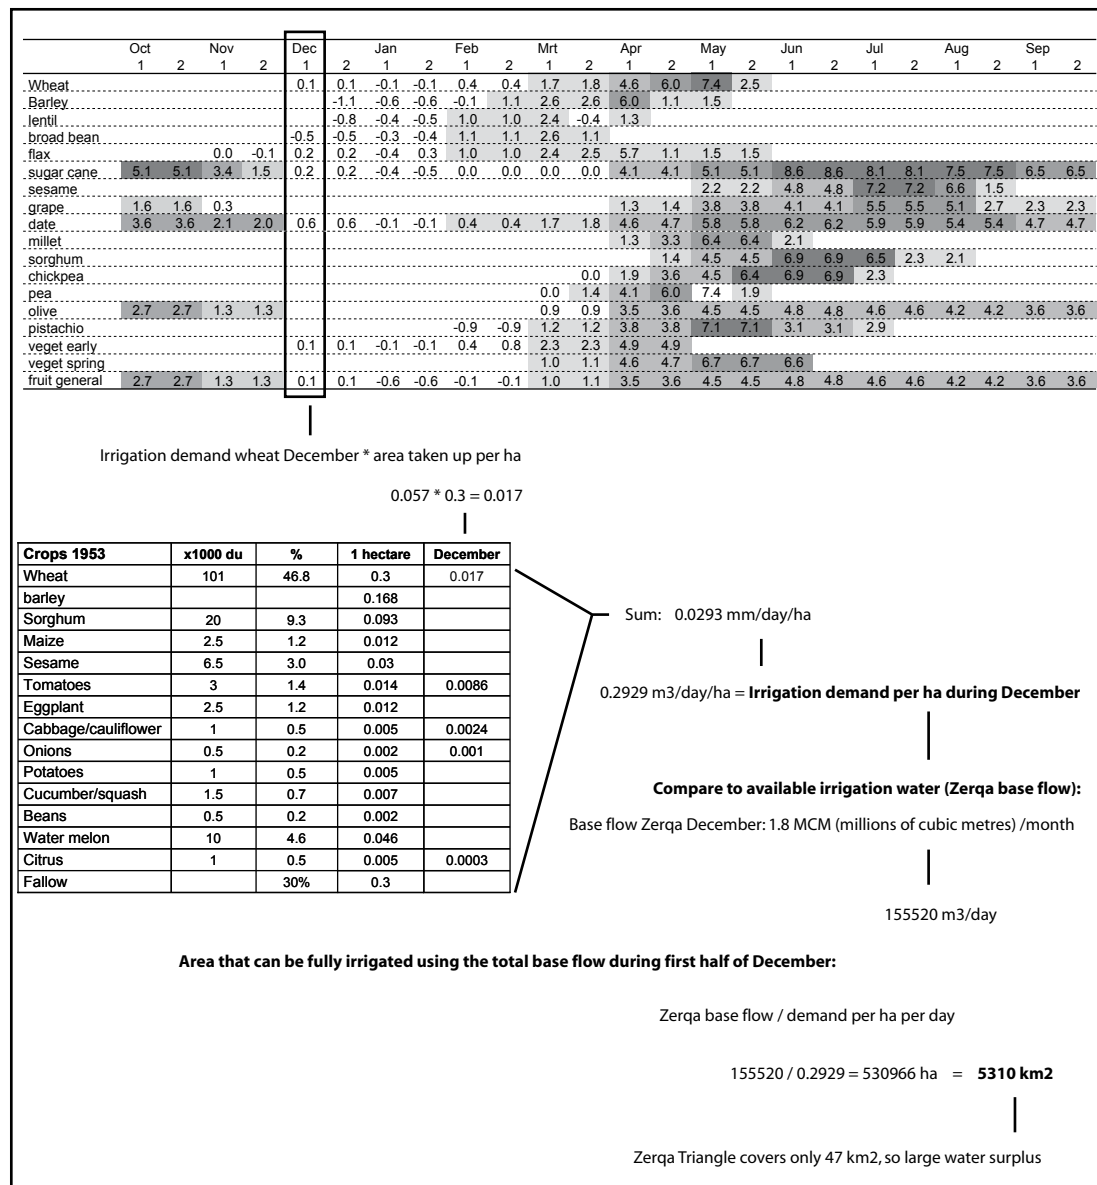 Oct Nov Dec Jan Feb Mrt Apr May Jun Jul Aug Sep
1 2 1 2 1 2 1 2 1 2 1 2 1 2 1 2 1 2 1 2 1 2 1 2
Wheat 0.1 0.1 -0.1 -0.1 0.4 0.4 1.7 1.8 4.6 6.0 7.4 2.5
Barley -1.1 -0.6 -0.6 -0.1 1.1 2.6 2.6 6.0 1.1 1.5
lentil -0.8 -0.4 -0.5 1.0 1.0 2.4 -0.4 1.3
broad bean -0.5 -0.5 -0.3 -0.4 1.1 1.1 2.6 1.1
flax 0.0 -0.1 0.2 0.2 -0.4 0.3 1.0 1.0 2.4 2.5 5.7 1.1 1.5 1.5
sugar cane 5.1 5.1 3.4 1.5 0.2 0.2 -0.4 -0.5 0.0 0.0 0.0 0.0 4.1 4.1 5.1 5.1 8.6 8.6 8.1 8.1 7.5 7.5 6.5 6.5
sesame 2.2 2.2 4.8 4.8 7.2 7.2 6.6 1.5
grape 1.6 1.6 0.3 1.3 1.4 3.8 3.8 4.1 4.1 5.5 5.5 5.1 2.7 2.3 2.3
date 3.6 3.6 2.1 2.0 0.6 0.6 -0.1 -0.1 0.4 0.4 1.7 1.8 4.6 4.7 5.8 5.8 6.2 6.2 5.9 5.9 5.4 5.4 4.7 4.7
millet 1.3 3.3 6.4 6.4 2.1
sorghum 1.4 4.5 4.5 6.9 6.9 6.5 2.3 2.1
chickpea 0.0 1.9 3.6 4.5 6.4 6.9 6.9 2.3
pea 0.0 1.4 4.1 6.0 7.4 1.9
olive 2.7 2.7 1.3 1.3 0.9 0.9 3.5 3.6 4.5 4.5 4.8 4.8 4.6 4.6 4.2 4.2 3.6 3.6
pistachio -0.9 -0.9 1.2 1.2 3.8 3.8 7.1 7.1 3.1 3.1 2.9
veget early 0.1 0.1 -0.1 -0.1 0.4 0.8 2.3 2.3 4.9 4.9
veget spring 1.0 1.1 4.6 4.7 6.7 6.7 6.6
fruit general 2.7 2.7 1.3 1.3 0.1 0.1 -0.6 -0.6 -0.1 -0.1 1.0 1.1 3.5 3.6 4.5 4.5 4.8 4.8 4.6 4.6 4.2 4.2 3.6 3.6
Irrigation demand wheat December * area taken up per ha
0.057 * 0.3 = 0.017
Crops 1953 x1000 du % 1 hectare December
Wheat 101 46.8 0.3 0.017
barley 0.168
Sorghum 20 9.3 0.093
Maize 2.5 1.2 0.012
Sesame 6.5 3.0 0.03
Tomatoes 3 1.4 0.014 0.0086
Eggplant 2.5 1.2 0.012
Cabbage/cauliflower 1 0.5 0.005 0.0024
Onions 0.5 0.2 0.002 0.001
Potatoes 1 0.5 0.005
Cucumber/squash 1.5 0.7 0.007
Beans 0.5 0.2 0.002
Water melon 10 4.6 0.046
Citrus 1 0.5 0.005 0.0003
Fallow 30% 0.3
Sum: 0.0293 mm/day/ha
0.2929 m3/day/ha = Irrigation demand per ha during December
Compare to available irrigation water (Zerqa base flow):
Base flow Zerqa December: 1.8 MCM (millions of cubic metres) /month
155520 m3/day
Area that can be fully irrigated using the total base flow during first half of December:
Zerqa base flow / demand per ha per day
155520 / 0.2929 = 530966 ha = 5310 km2
Zerqa Triangle covers only 47 km2, so large water surplus